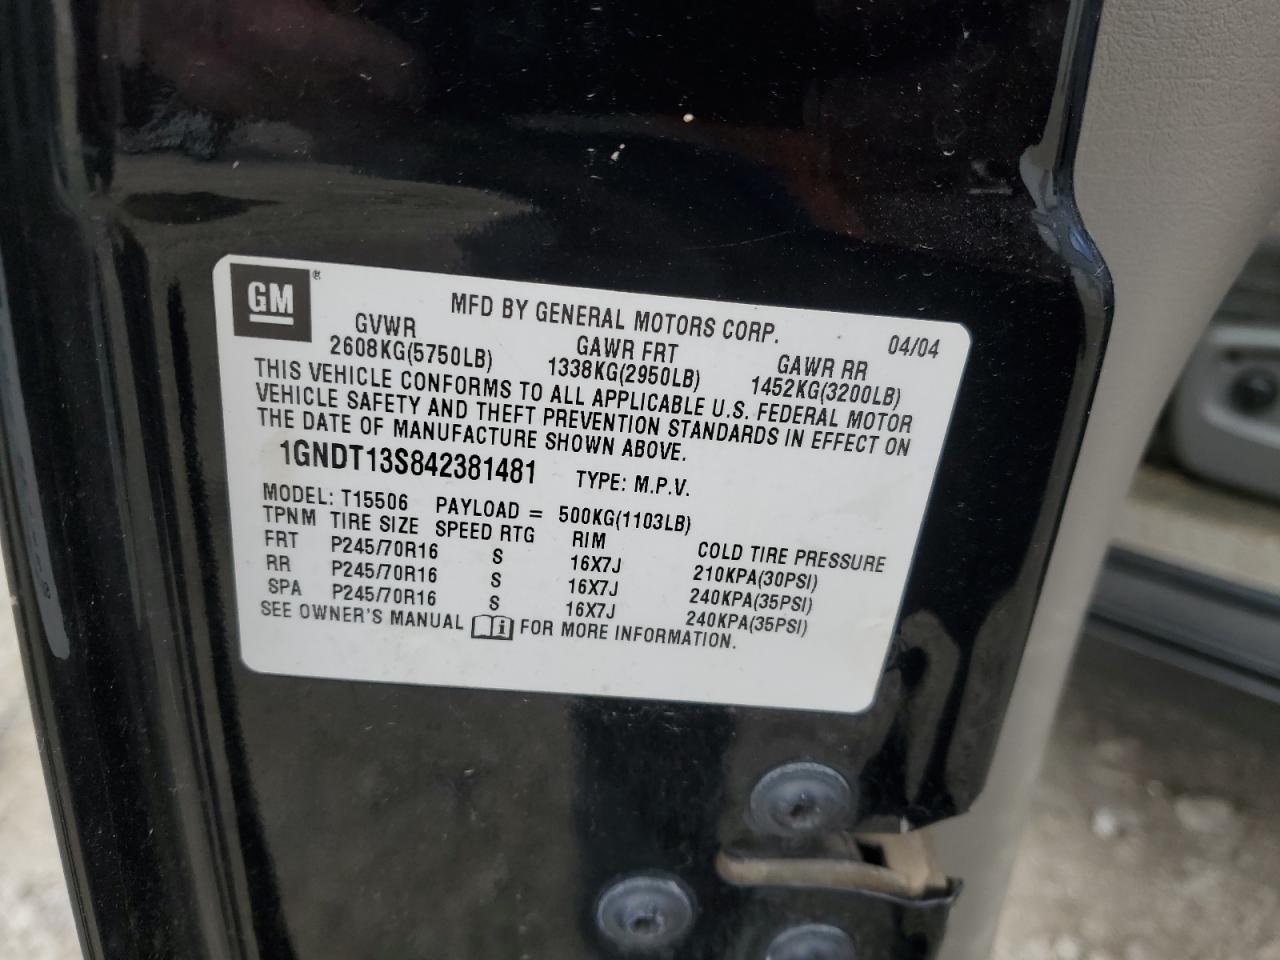 GM ®
MFD BY GENERAL MOTORS CORP. 04/04
GVWR GAWR FRT GAWR RR
2608KG(5750LB) 1338KG(2950LB) 1452KG(3200LB)
THIS VEHICLE CONFORMS TO ALL APPLICABLE U.S. FEDERAL MOTOR
VEHICLE SAFETY AND THEFT PREVENTION STANDARDS IN EFFECT ON
THE DATE OF MANUFACTURE SHOWN ABOVE.
1GNDT13S842381481 TYPE: M.P.V.
MODEL: T15506 PAYLOAD = 500KG(1103LB)
TPNM TIRE SIZE SPEED RTG RIM COLD TIRE PRESSURE
FRT P245/70R16 S 16X7J 210KPA(30PSI)
RR P245/70R16 S 16X7J 240KPA(35PSI)
SPA P245/70R16 S 16X7J 240KPA(35PSI)
SEE OWNER'S MANUAL i FOR MORE INFORMATION.